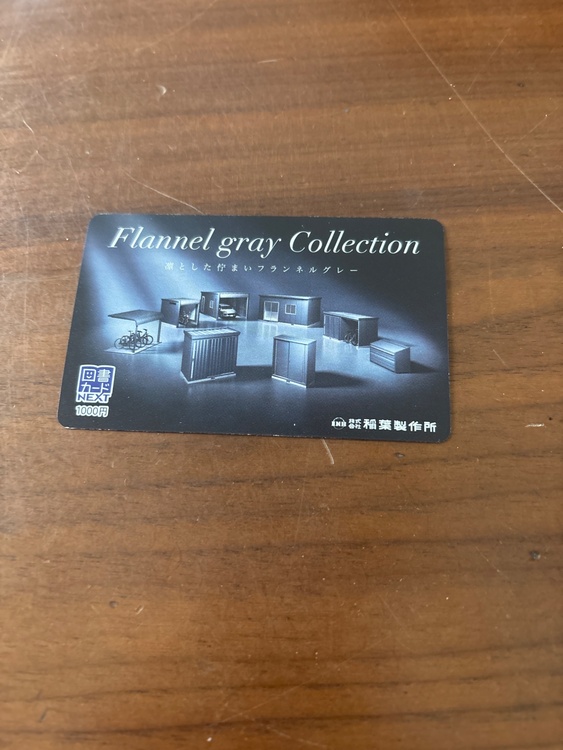 Flannel gray Collection
凛とした佇まいフランネルグレー
図書
カード
NEXT
1000円
INB 株式会社 稲葉製作所